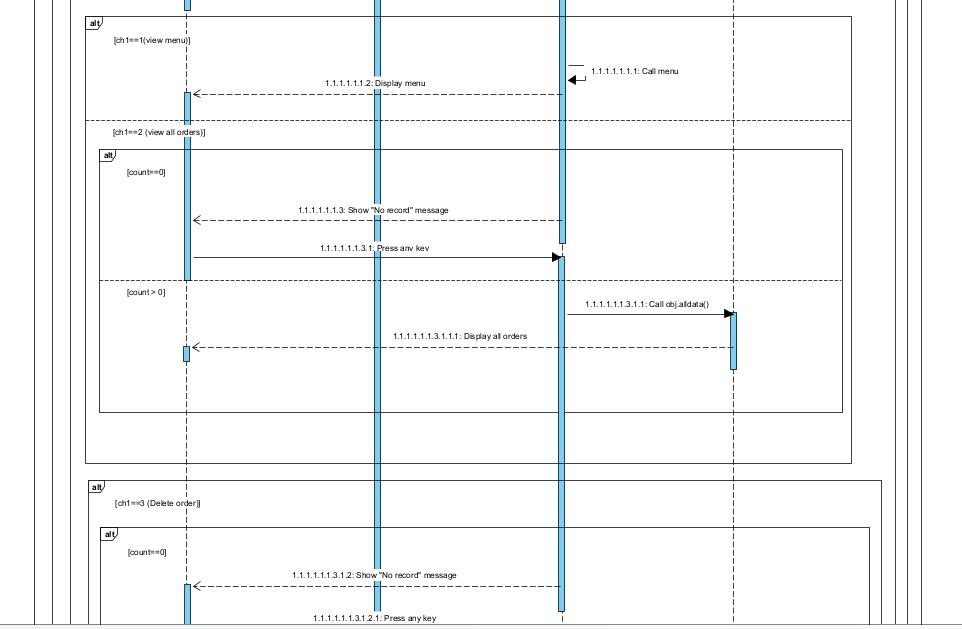 alt
[ch1==1(view menu)]
1.1.1.1.1.1.1: Call menu
1.1.1.1.1.1.2: Display menu
[ch1==2 (view all orders)]
alt
[count==0]
1.1.1.1.1.1.3: Show "No record" message
1.1.1.1.1.1.3.1: Press any key
[count > 0]
1.1.1.1.1.1.3.1.1: Call obj.alldata()
1.1.1.1.1.1.3.1.1.1: Display all orders
alt
[ch1==3 (Delete order)]
alt
[count==0]
1.1.1.1.1.1.3.1.2: Show "No record" message
1.1.1.1.1.1.3.1.2.1: Press any key